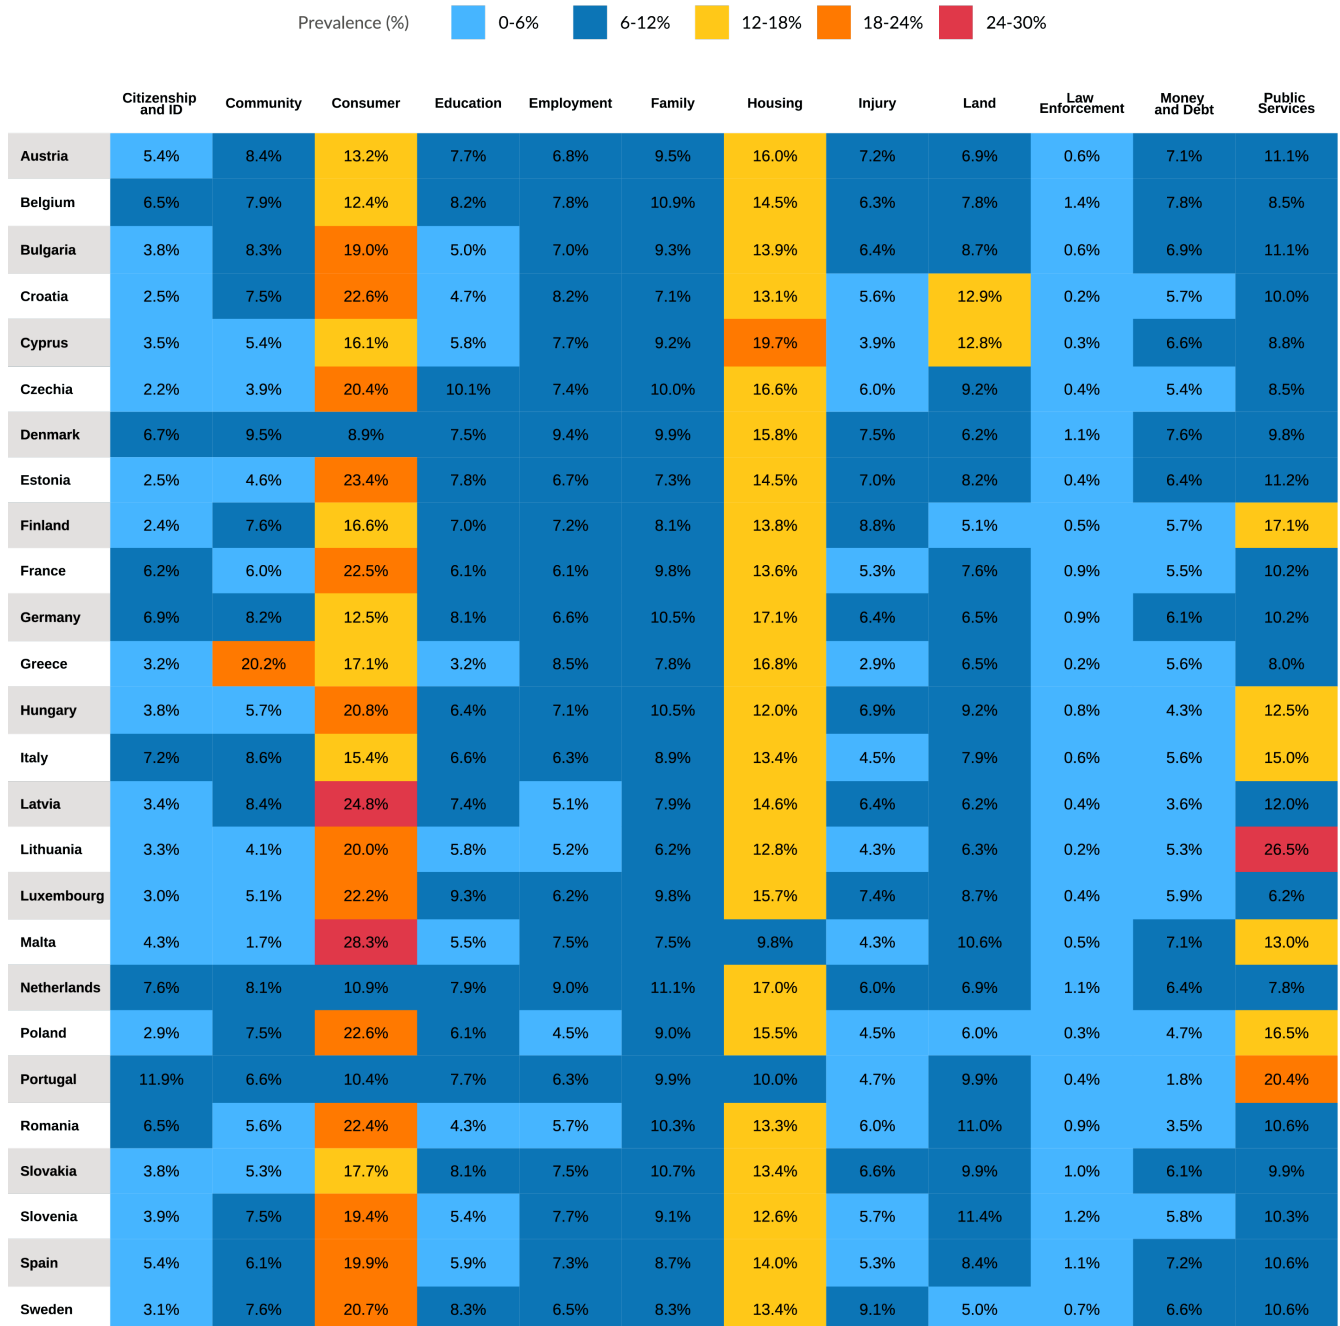 Prevalence (%) 0-6% 6-12% 12-18% 18-24% 24-30%
Citizenship and ID Community Consumer Education Employment Family Housing Injury Land Law Enforcement Money and Debt Public Services
Austria 5.4% 8.4% 13.2% 7.7% 6.8% 9.5% 16.0% 7.2% 6.9% 0.6% 7.1% 11.1%
Belgium 6.5% 7.9% 12.4% 8.2% 7.8% 10.9% 14.5% 6.3% 7.8% 1.4% 7.8% 8.5%
Bulgaria 3.8% 8.3% 19.0% 5.0% 7.0% 9.3% 13.9% 6.4% 8.7% 0.6% 6.9% 11.1%
Croatia 2.5% 7.5% 22.6% 4.7% 8.2% 7.1% 13.1% 5.6% 12.9% 0.2% 5.7% 10.0%
Cyprus 3.5% 5.4% 16.1% 5.8% 7.7% 9.2% 19.7% 3.9% 12.8% 0.3% 6.6% 8.8%
Czechia 2.2% 3.9% 20.4% 10.1% 7.4% 10.0% 16.6% 6.0% 9.2% 0.4% 5.4% 8.5%
Denmark 6.7% 9.5% 8.9% 7.5% 9.4% 9.9% 15.8% 7.5% 6.2% 1.1% 7.6% 9.8%
Estonia 2.5% 4.6% 23.4% 7.8% 6.7% 7.3% 14.5% 7.0% 8.2% 0.4% 6.4% 11.2%
Finland 2.4% 7.6% 16.6% 7.0% 7.2% 8.1% 13.8% 8.8% 5.1% 0.5% 5.7% 17.1%
France 6.2% 6.0% 22.5% 6.1% 6.1% 9.8% 13.6% 5.3% 7.6% 0.9% 5.5% 10.2%
Germany 6.9% 8.2% 12.5% 8.1% 6.6% 10.5% 17.1% 6.4% 6.5% 0.9% 6.1% 10.2%
Greece 3.2% 20.2% 17.1% 3.2% 8.5% 7.8% 16.8% 2.9% 6.5% 0.2% 5.6% 8.0%
Hungary 3.8% 5.7% 20.8% 6.4% 7.1% 10.5% 12.0% 6.9% 9.2% 0.8% 4.3% 12.5%
Italy 7.2% 8.6% 15.4% 6.6% 6.3% 8.9% 13.4% 4.5% 7.9% 0.6% 5.6% 15.0%
Latvia 3.4% 8.4% 24.8% 7.4% 5.1% 7.9% 14.6% 6.4% 6.2% 0.4% 3.6% 12.0%
Lithuania 3.3% 4.1% 20.0% 5.8% 5.2% 6.2% 12.8% 4.3% 6.3% 0.2% 5.3% 26.5%
Luxembourg 3.0% 5.1% 22.2% 9.3% 6.2% 9.8% 15.7% 7.4% 8.7% 0.4% 5.9% 6.2%
Malta 4.3% 1.7% 28.3% 5.5% 7.5% 7.5% 9.8% 4.3% 10.6% 0.5% 7.1% 13.0%
Netherlands 7.6% 8.1% 10.9% 7.9% 9.0% 11.1% 17.0% 6.0% 6.9% 1.1% 6.4% 7.8%
Poland 2.9% 7.5% 22.6% 6.1% 4.5% 9.0% 15.5% 4.5% 6.0% 0.3% 4.7% 16.5%
Portugal 11.9% 6.6% 10.4% 7.7% 6.3% 9.9% 10.0% 4.7% 9.9% 0.4% 1.8% 20.4%
Romania 6.5% 5.6% 22.4% 4.3% 5.7% 10.3% 13.3% 6.0% 11.0% 0.9% 3.5% 10.6%
Slovakia 3.8% 5.3% 17.7% 8.1% 7.5% 10.7% 13.4% 6.6% 9.9% 1.0% 6.1% 9.9%
Slovenia 3.9% 7.5% 19.4% 5.4% 7.7% 9.1% 12.6% 5.7% 11.4% 1.2% 5.8% 10.3%
Spain 5.4% 6.1% 19.9% 5.9% 7.3% 8.7% 14.0% 5.3% 8.4% 1.1% 7.2% 10.6%
Sweden 3.1% 7.6% 20.7% 8.3% 6.5% 8.3% 13.4% 9.1% 5.0% 0.7% 6.6% 10.6%